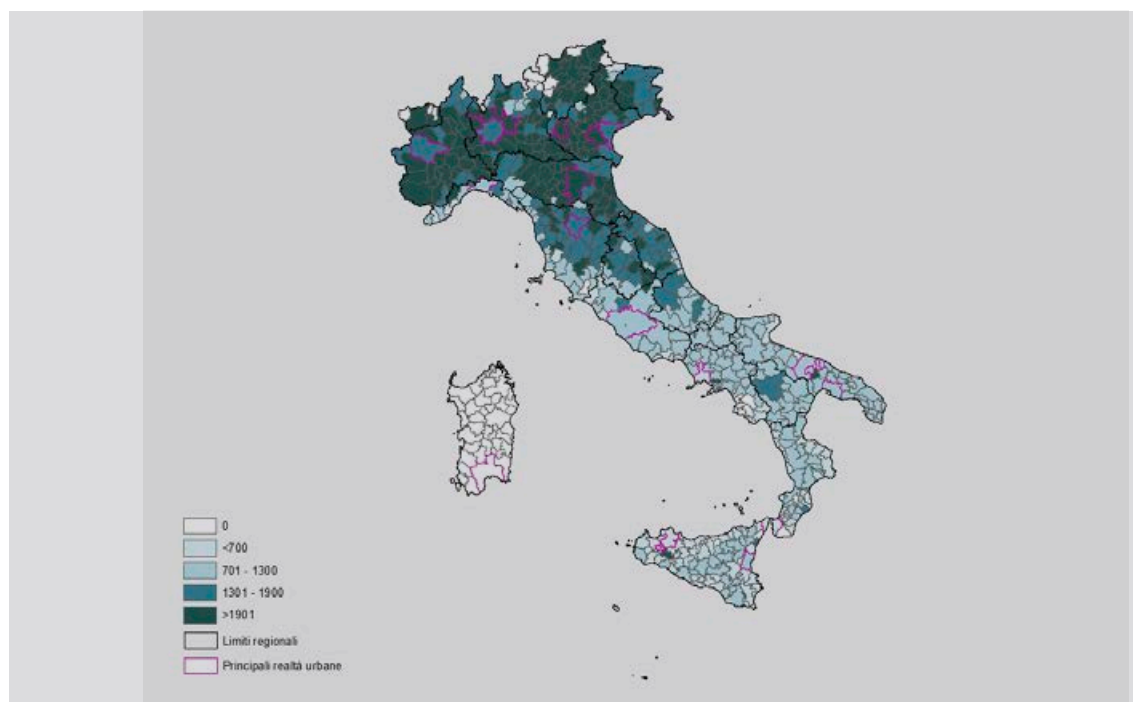 0
<700
701 - 1300
1301 - 1900
>1901
Limiti regionali
Principali realtà urbane